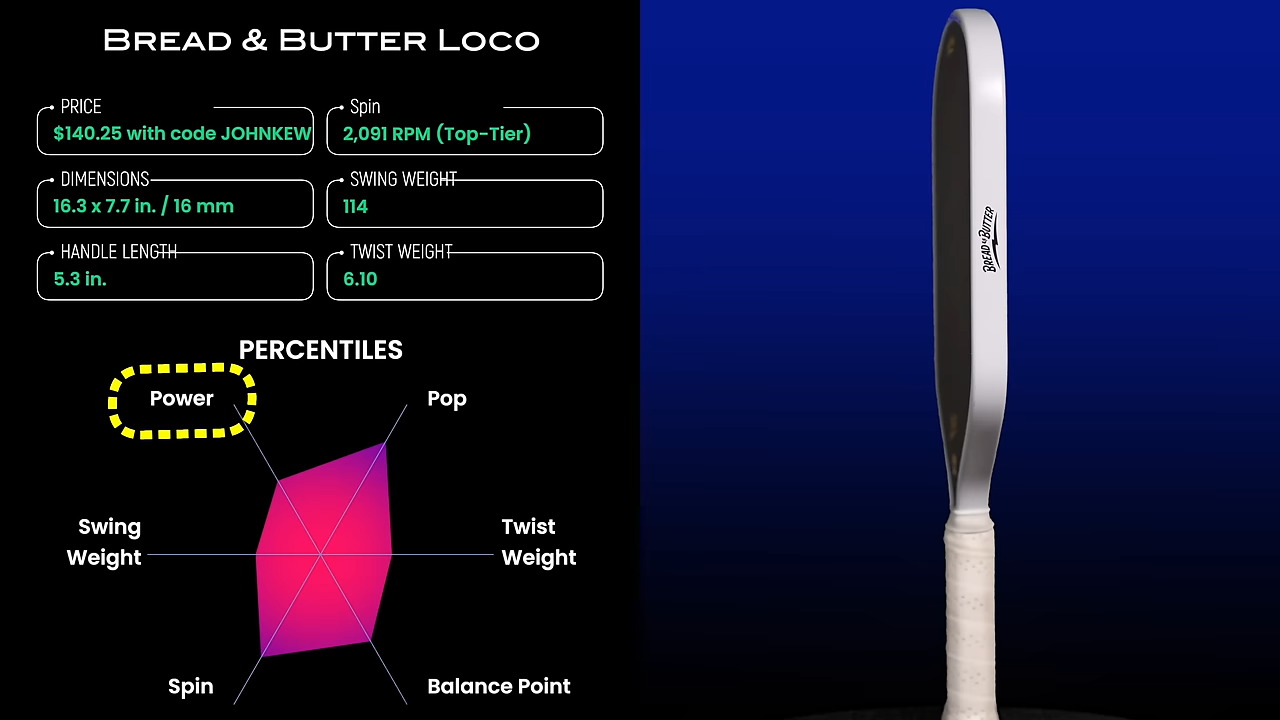 BREAD & BUTTER LOCO
PRICE
$140.25 with code JOHNKEW
Spin
2,091 RPM (Top-Tier)
DIMENSIONS
16.3 x 7.7 in. / 16 mm
SWING WEIGHT
114
HANDLE LENGTH
5.3 in.
TWIST WEIGHT
6.10
PERCENTILES
Power
Pop
Swing
Weight
Twist
Weight
Spin
Balance Point
BREAD & BUTTER